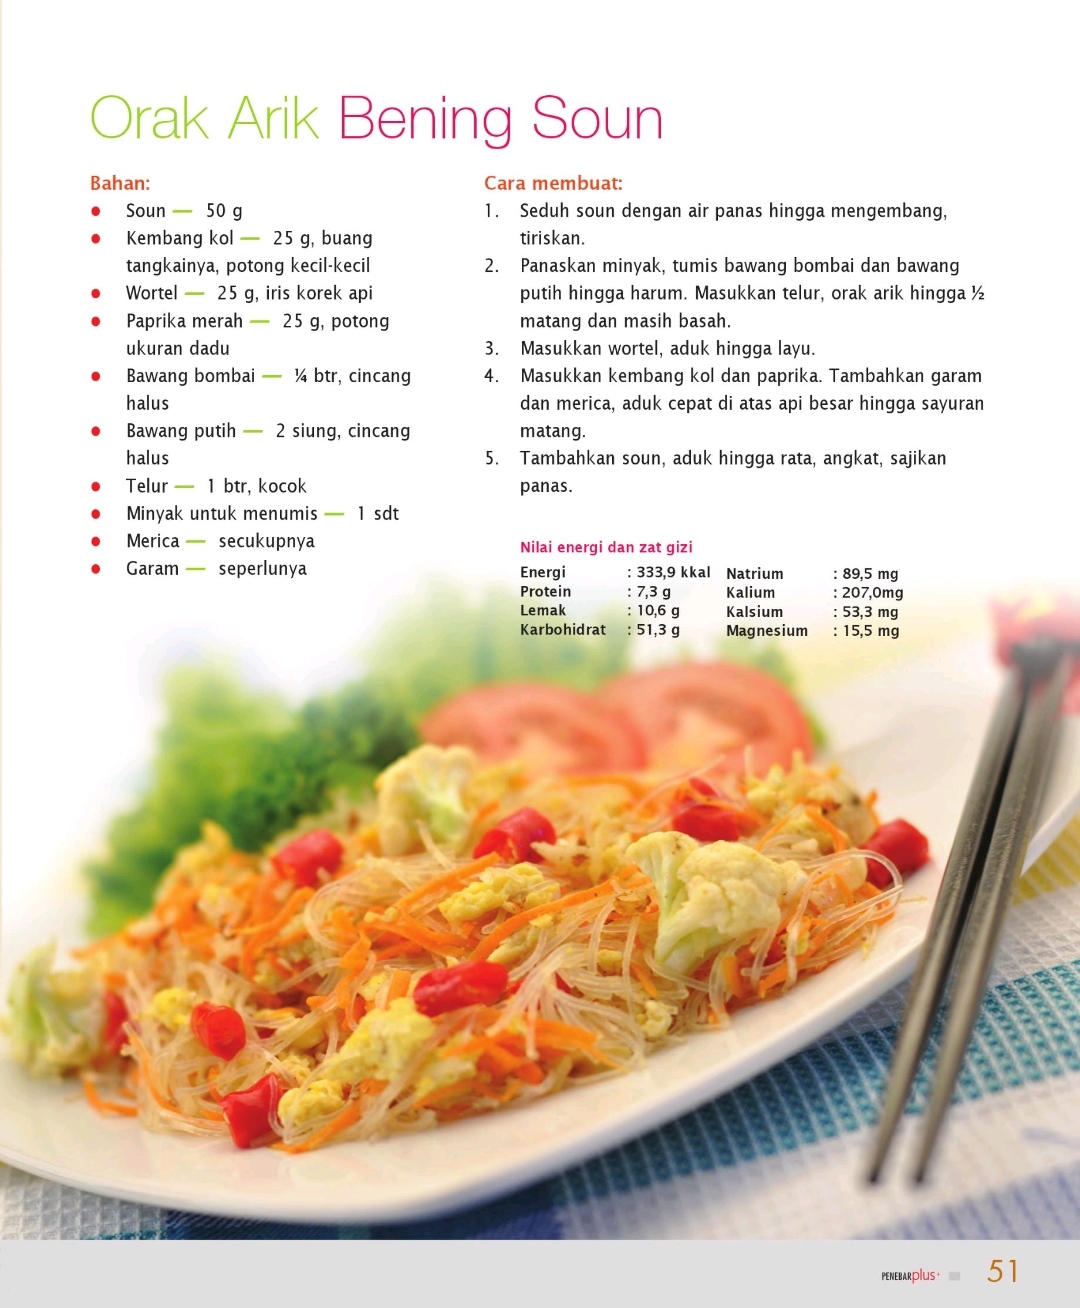 Orak Arik Bening Soun
Bahan:
● Soun — 50 g
● Kembang kol — 25 g, buang
tangkainya, potong kecil-kecil
● Wortel — 25 g, iris korek api
● Paprika merah — 25 g, potong
ukuran dadu
● Bawang bombai — ¼ btr, cincang
halus
● Bawang putih — 2 siung, cincang
halus
● Telur — 1 btr, kocok
● Minyak untuk menumis — 1 sdt
● Merica — secukupnya
● Garam — seperlunya
Cara membuat:
1. Seduh soun dengan air panas hingga mengembang,
tiriskan.
2. Panaskan minyak, tumis bawang bombai dan bawang
putih hingga harum. Masukkan telur, orak arik hingga ½
matang dan masih basah.
3. Masukkan wortel, aduk hingga layu.
4. Masukkan kembang kol dan paprika. Tambahkan garam
dan merica, aduk cepat di atas api besar hingga sayuran
matang.
5. Tambahkan soun, aduk hingga rata, angkat, sajikan
panas.
Nilai energi dan zat gizi
Energi : 333,9 kkal Natrium : 89,5 mg
Protein : 7,3 g Kalium : 207,0mg
Lemak : 10,6 g Kalsium : 53,3 mg
Karbohidrat : 51,3 g Magnesium : 15,5 mg
PENEBARplus+ 51